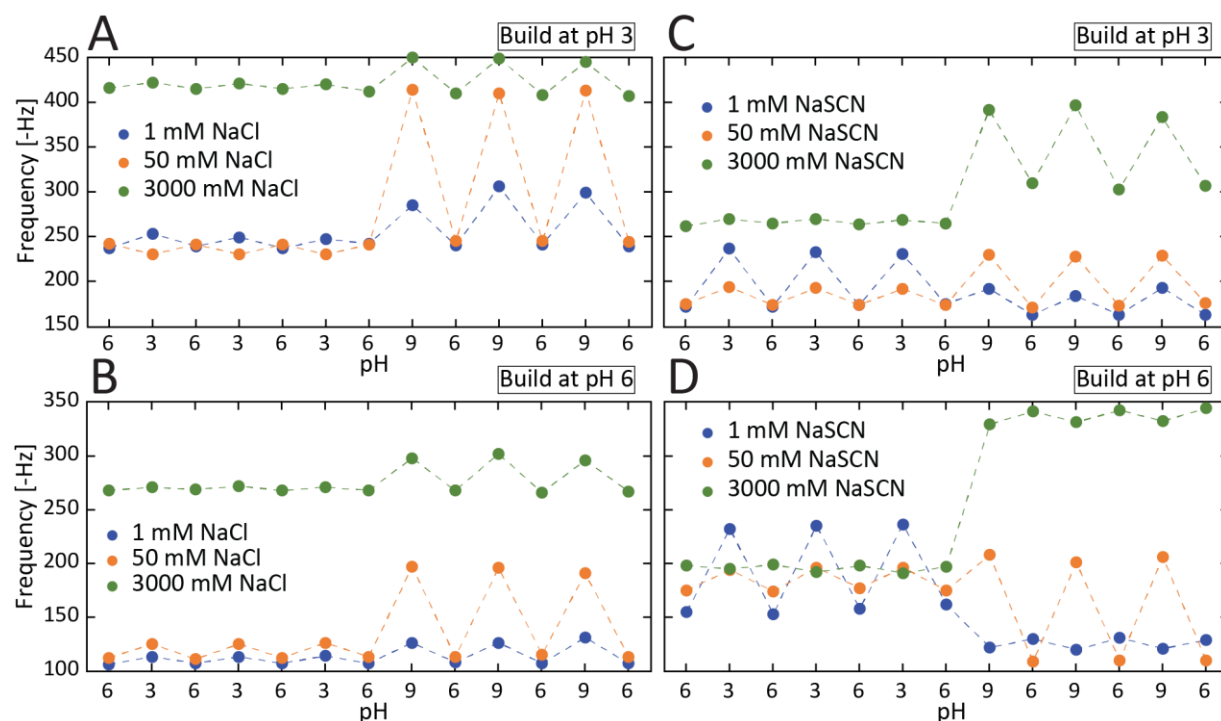 A
Build at pH 3
450
400
350
300
250
200
150
Frequency [-Hz]
1 mM NaCl
50 mM NaCl
3000 mM NaCl
6 3 6 3 6 3 6 9 6 9 6 9 6
pH
C
Build at pH 3
1 mM NaSCN
50 mM NaSCN
3000 mM NaSCN
6 3 6 3 6 3 6 9 6 9 6 9 6
pH
B
Build at pH 6
350
300
250
200
150
100
Frequency [-Hz]
1 mM NaCl
50 mM NaCl
3000 mM NaCl
6 3 6 3 6 3 6 9 6 9 6 9 6
pH
D
Build at pH 6
1 mM NaSCN
50 mM NaSCN
3000 mM NaSCN
6 3 6 3 6 3 6 9 6 9 6 9 6
pH